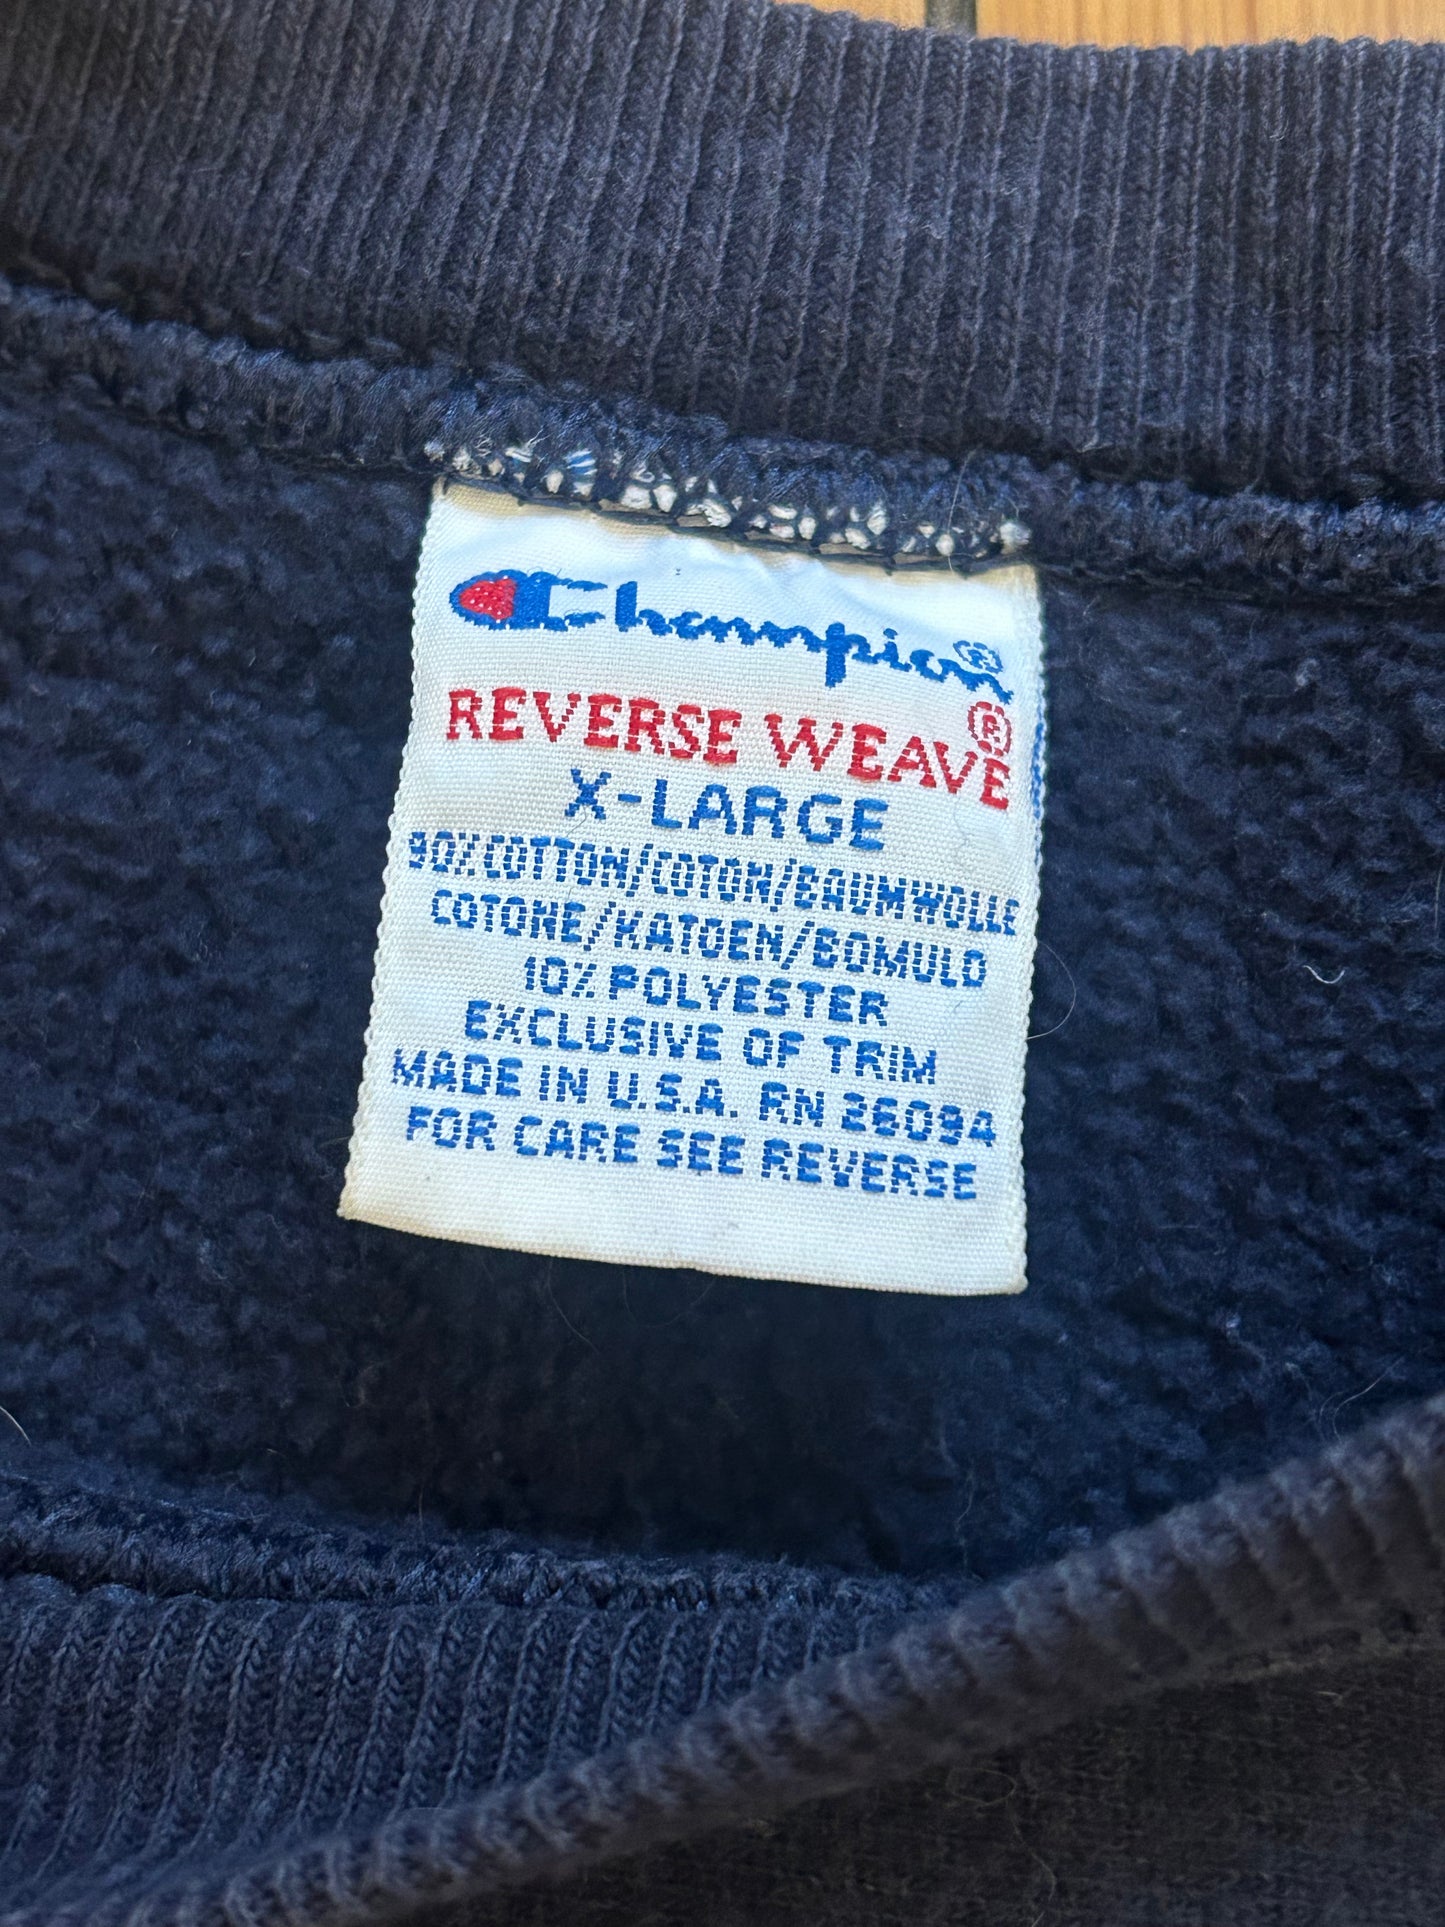 Champion®
REVERSE WEAVE®
X-LARGE
90% COTTON/COTON/BAUMWOLLE
COTONE/KATOEN/BOMULD
10% POLYESTER
EXCLUSIVE OF TRIM
MADE IN U.S.A. RN 26094
FOR CARE SEE REVERSE